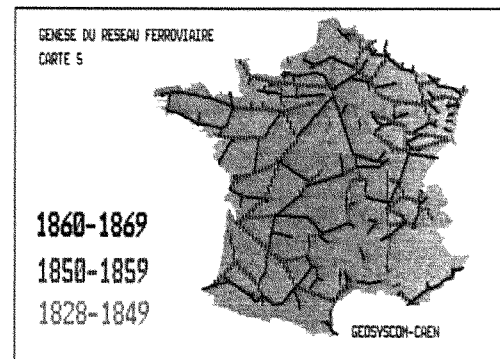 GENESE DU RESEAU FERROVIAIRE
CARTE 5
1860-1869
1850-1859
1828-1849
GEOSYSCOM-CAEN